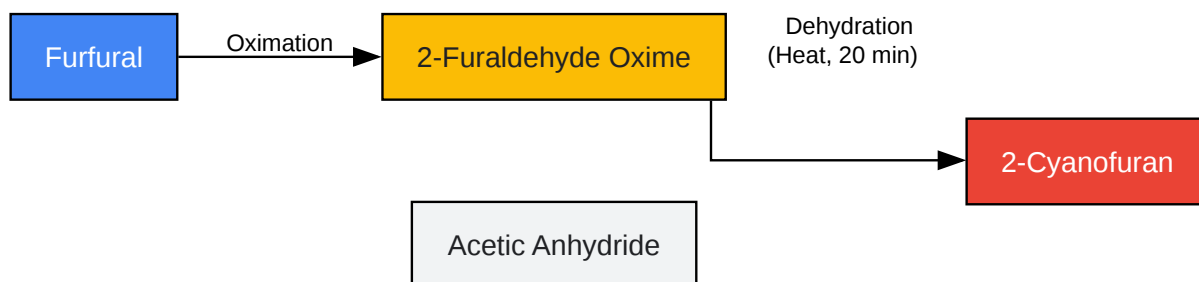 Furfural
Oximation
2-Furaldehyde Oxime
Dehydration
(Heat, 20 min)
2-Cyanofuran
Acetic Anhydride